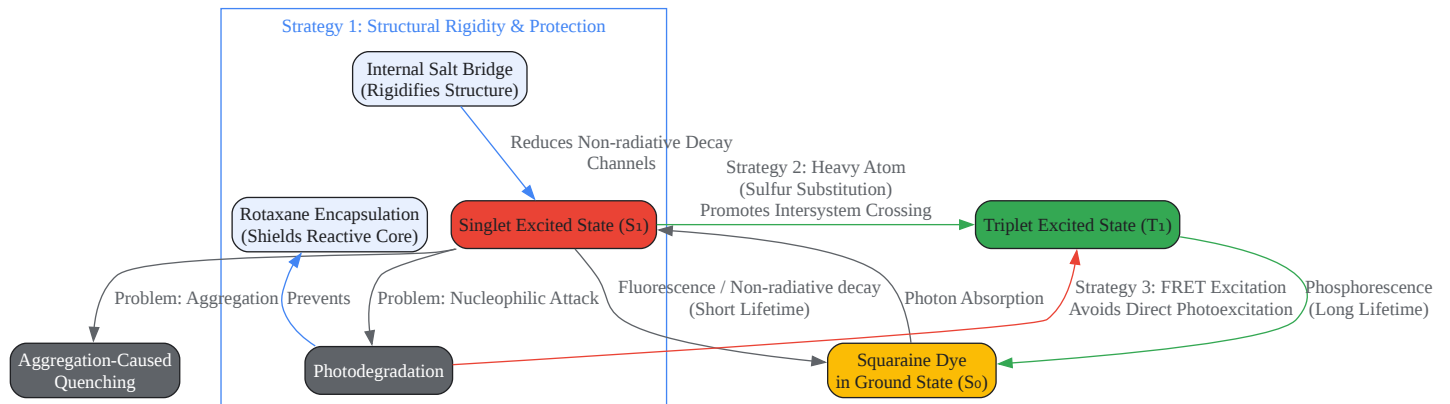 Strategy 1: Structural Rigidity & Protection
Internal Salt Bridge
(Rigidifies Structure)
Reduces Non-radiative Decay
Channels
Strategy 2: Heavy Atom
(Sulfur Substitution)
Promotes Intersystem Crossing
Rotaxane Encapsulation
(Shields Reactive Core)
Singlet Excited State (S₁)
Triplet Excited State (T₁)
Problem: Aggregation
Prevents
Problem: Nucleophilic Attack
Fluorescence / Non-radiative decay
(Short Lifetime)
Photon Absorption
Strategy 3: FRET Excitation
Avoids Direct Photoexcitation
Phosphorescence
(Long Lifetime)
Aggregation-Caused
Quenching
Photodegradation
Squaraine Dye
in Ground State (S₀)